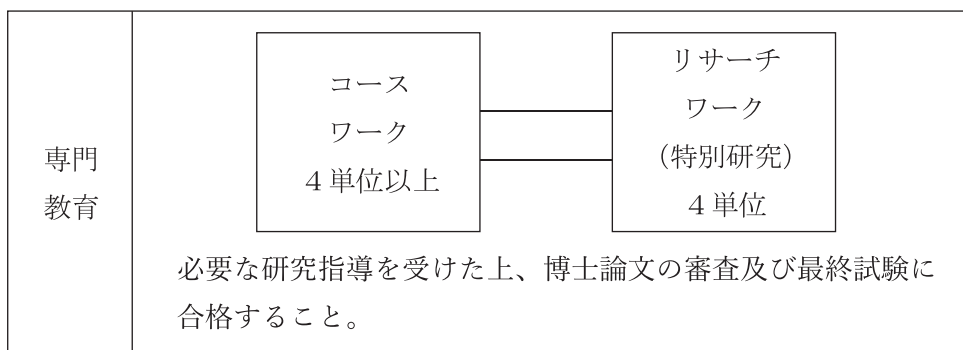 専門
教育
コース
ワーク
４単位以上
リサーチ
ワーク
（特別研究）
４単位
必要な研究指導を受けた上、博士論文の審査及び最終試験に
合格すること。